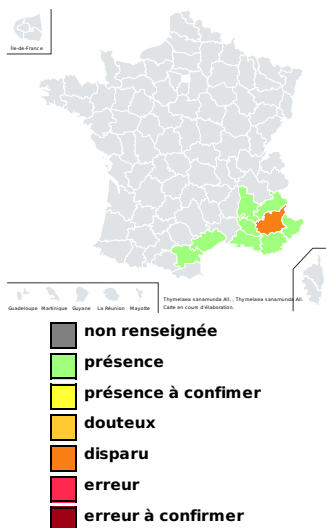 Île-de-France
Guadeloupe Martinique Guyane La Réunion Mayotte
Thymelaea sanamunda All. , Thymelaea sanamunda All.
Carte en cours d'élaboration.
non renseignée
présence
présence à confimer
douteux
disparu
erreur
erreur à confirmer